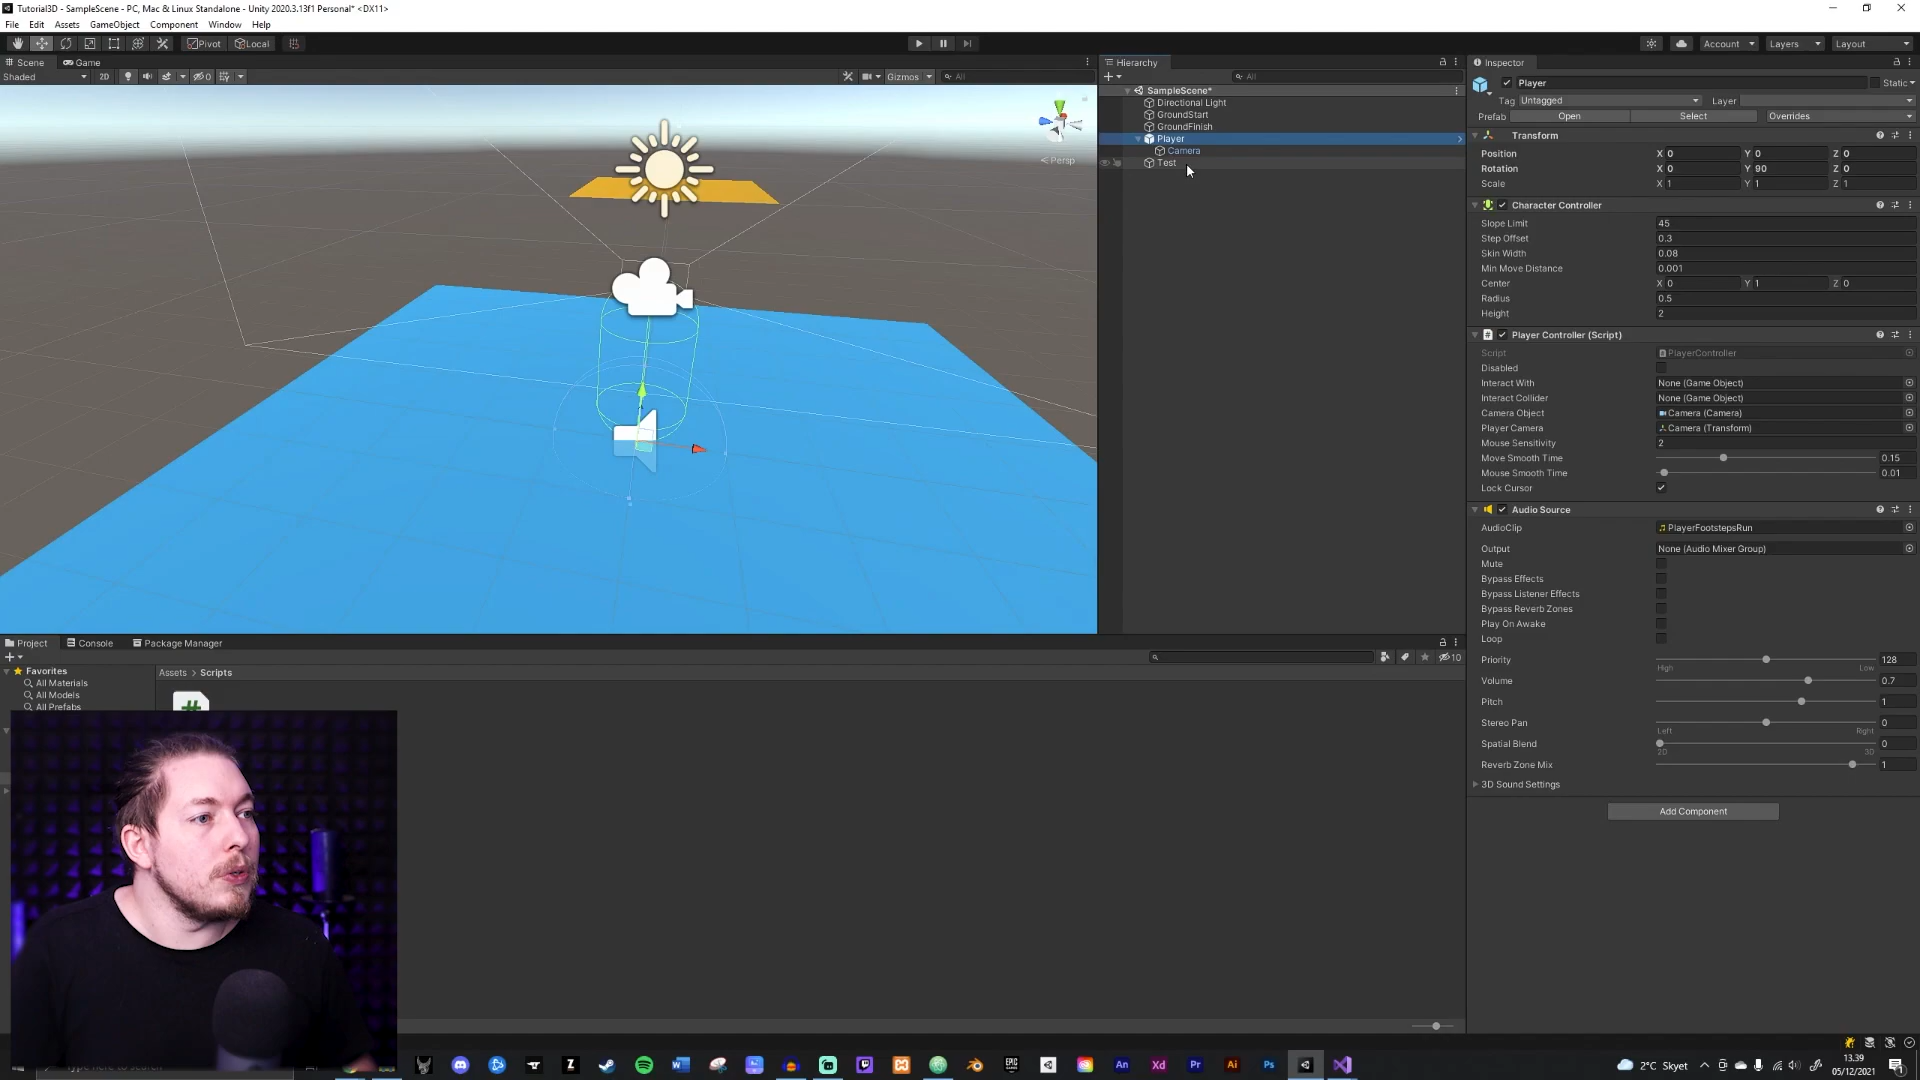 Tutorial3D - SampleScene - PC, Mac & Linux Standalone - Unity 2020.3.13f1 Personal* <DX11>
File Edit Assets GameObject Component Window Help
Pivot Local Account Layers Layout
Scene Game
Shaded 2D 0 Gizmos All
Persp
Hierarchy
All
SampleScene*
Directional Light
GroundStart
GroundFinish
Player
Camera
Test
Inspector
Player Static
Tag Untagged Layer
Prefab Open Select Overrides
Transform
Position X 0 Y 0 Z 0
Rotation X 0 Y 90 Z 0
Scale X 1 Y 1 Z 1
Character Controller
Slope Limit 45
Step Offset 0.3
Skin Width 0.08
Min Move Distance 0.001
Center X 0 Y 1 Z 0
Radius 0.5
Height 2
Player Controller (Script)
Script PlayerController
Disabled
Interact With None (Game Object)
Interact Collider None (Game Object)
Camera Object Camera (Camera)
Player Camera Camera (Transform)
Mouse Sensitivity 2
Move Smooth Time 0.15
Mouse Smooth Time 0.01
Lock Cursor
Audio Source
AudioClip PlayerFootstepsRun
Output None (Audio Mixer Group)
Mute
Bypass Effects
Bypass Listener Effects
Bypass Reverb Zones
Play On Awake
Loop
Priority 128
High Low
Volume 0.7
Pitch 1
Stereo Pan 0
Left Right
Spatial Blend 0
2D 3D
Reverb Zone Mix 1
3D Sound Settings
Add Component
Project Console Package Manager
10
Favorites
All Materials
All Models
All Prefabs
Assets > Scripts
#
An Xd Pr Ai Ps
2°C Skyet
13.39
05/12/2021